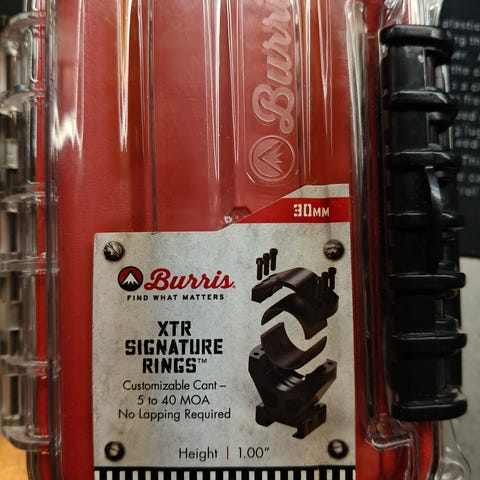 Burris
30MM
Burris.
FIND WHAT MATTERS
XTR
SIGNATURE
RINGS™
Customizable Cant –
5 to 40 MOA
No Lapping Required
Height | 1.00"